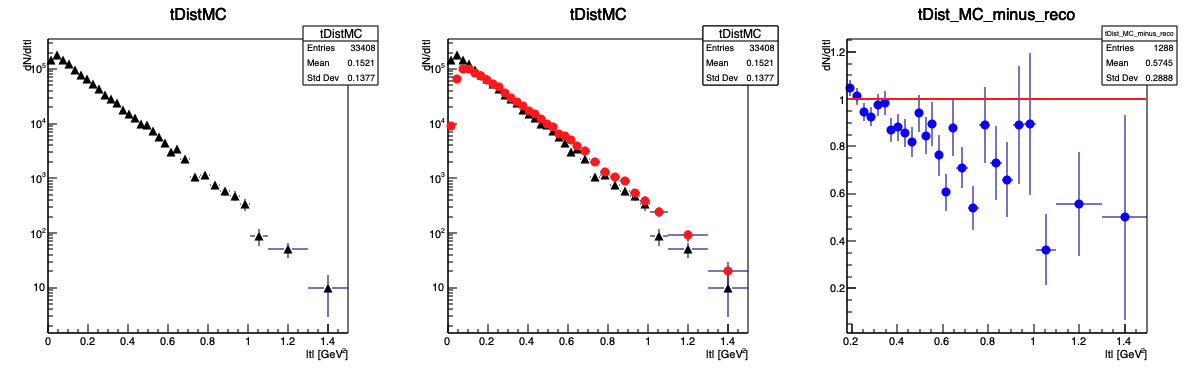 tDistMC
tDistMC
Entries 33408
Mean 0.1521
Std Dev 0.1377
dN/d|t|
10⁵
10⁴
10³
10²
10
0 0.2 0.4 0.6 0.8 1 1.2 1.4
|t| [GeV²]
tDistMC
tDistMC
Entries 33408
Mean 0.1521
Std Dev 0.1377
dN/d|t|
10⁵
10⁴
10³
10²
10
0 0.2 0.4 0.6 0.8 1 1.2 1.4
|t| [GeV²]
tDist_MC_minus_reco
tDist_MC_minus_reco
Entries 1288
Mean 0.5745
Std Dev 0.2888
dN/d|t|
1.2
1
0.8
0.6
0.4
0.2
0.2 0.4 0.6 0.8 1 1.2 1.4
|t| [GeV²]